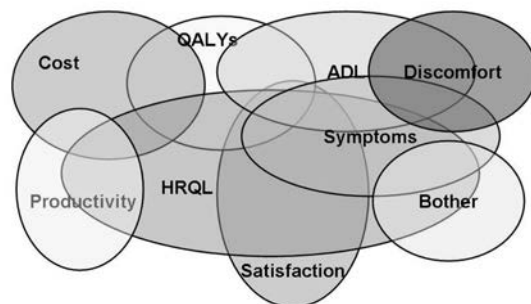 QALYs
Cost
ADL
Discomfort
Symptoms
HRQL
Productivity
Bother
Satisfaction